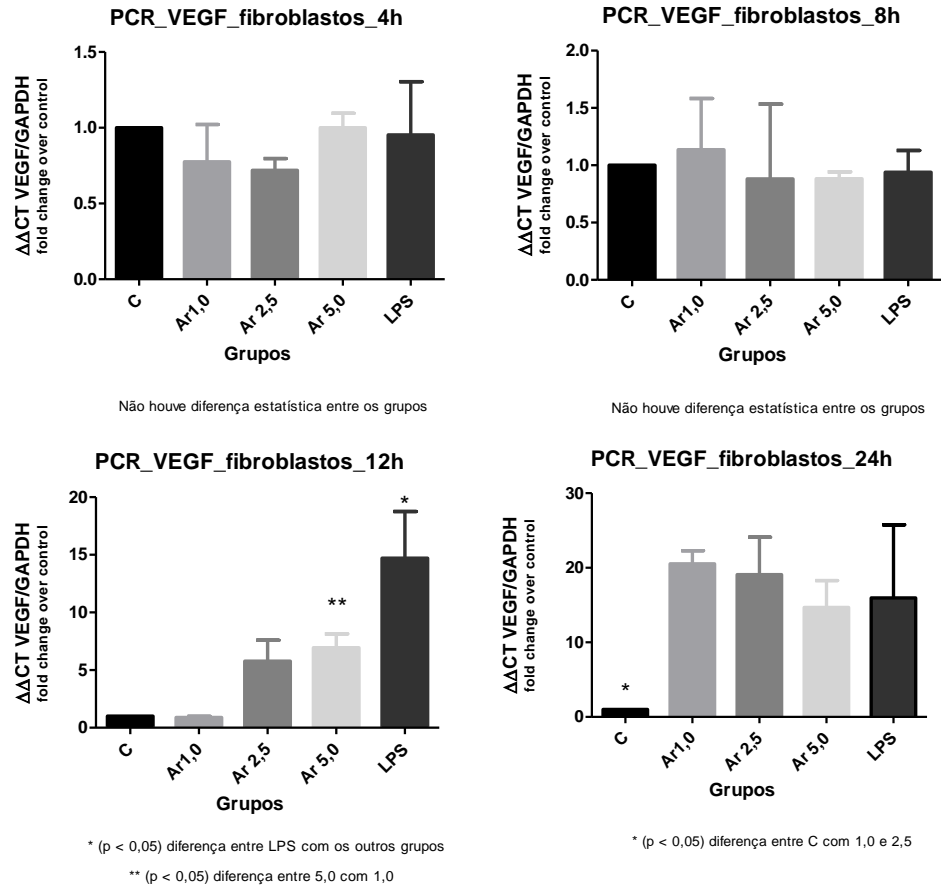 PCR_VEGF_fibroblastos_4h
ΔΔCT VEGF/GAPDH
fold change over control
1.5
1.0
0.5
0.0
C
Ar1,0
Ar 2,5
Ar 5,0
LPS
Grupos
Não houve diferença estatística entre os grupos
PCR_VEGF_fibroblastos_8h
ΔΔCT VEGF/GAPDH
fold change over control
2.0
1.5
1.0
0.5
0.0
C
Ar1,0
Ar 2,5
Ar 5,0
LPS
Grupos
Não houve diferença estatística entre os grupos
PCR_VEGF_fibroblastos_12h
ΔΔCT VEGF/GAPDH
fold change over control
20
15
10
5
0
**
*
C
Ar1,0
Ar 2,5
Ar 5,0
LPS
Grupos
* (p < 0,05) diferença entre LPS com os outros grupos
** (p < 0,05) diferença entre 5,0 com 1,0
PCR_VEGF_fibroblastos_24h
ΔΔCT VEGF/GAPDH
fold change over control
30
20
10
0
*
C
Ar1,0
Ar 2,5
Ar 5,0
LPS
Grupos
* (p < 0,05) diferença entre C com 1,0 e 2,5